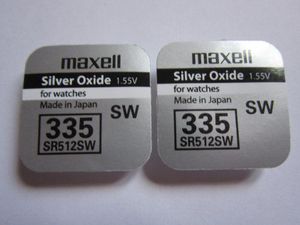 maxell
Silver Oxide 1.55V
for watches
Made in Japan
SW
335
SR512SW
maxell
Silver Oxide 1.55V
for watches
Made in Japan
SW
335
SR512SW